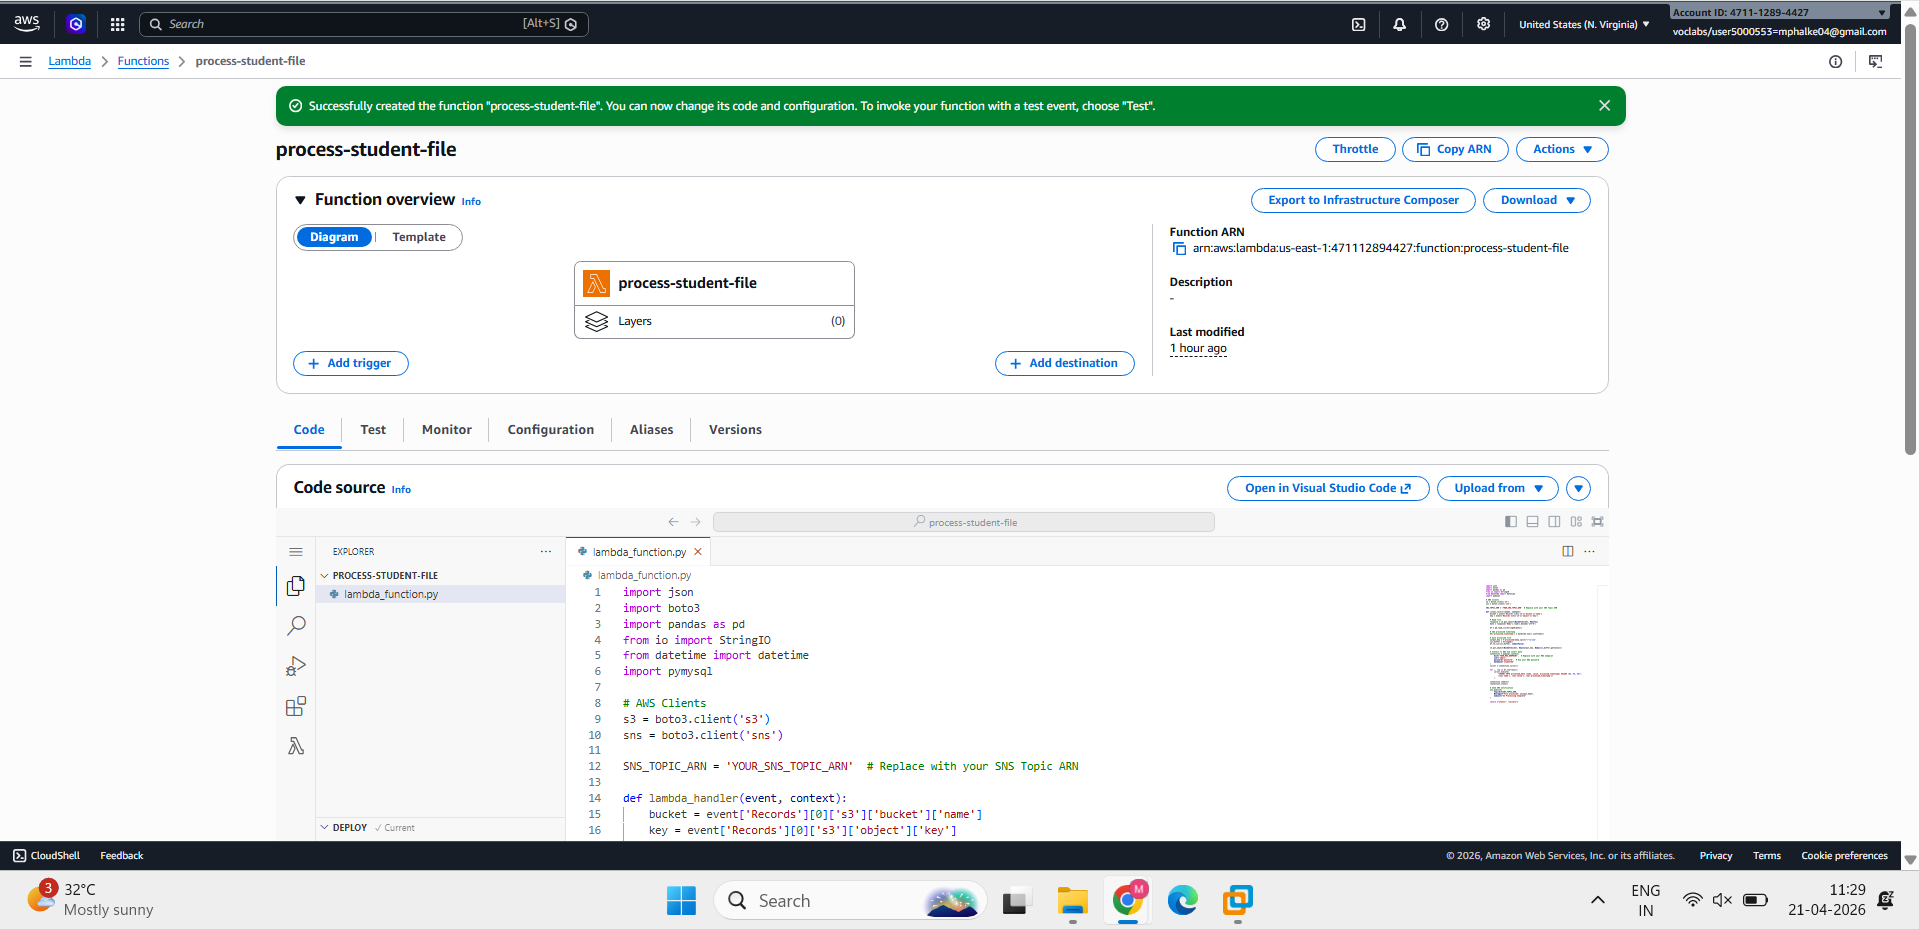 aws
Search [Alt+S]
United States (N. Virginia)
Account ID: 4711-1289-4427
voclabs/user5000553=mphalke04@gmail.com
Lambda > Functions > process-student-file
Successfully created the function "process-student-file". You can now change its code and configuration. To invoke your function with a test event, choose "Test".
process-student-file
Throttle
Copy ARN
Actions
Function overview Info
Export to Infrastructure Composer
Download
Diagram
Template
process-student-file
Layers (0)
+ Add trigger
+ Add destination
Function ARN
arn:aws:lambda:us-east-1:471112894427:function:process-student-file
Description
-
Last modified
1 hour ago
Code
Test
Monitor
Configuration
Aliases
Versions
Code source Info
Open in Visual Studio Code
Upload from
process-student-file
EXPLORER
PROCESS-STUDENT-FILE
lambda_function.py
DEPLOY ✓ Current
lambda_function.py
lambda_function.py
1 import json
2 import boto3
3 import pandas as pd
4 from io import StringIO
5 from datetime import datetime
6 import pymysql
7
8 # AWS Clients
9 s3 = boto3.client('s3')
10 sns = boto3.client('sns')
11
12 SNS_TOPIC_ARN = 'YOUR_SNS_TOPIC_ARN'  # Replace with your SNS Topic ARN
13
14 def lambda_handler(event, context):
15     bucket = event['Records'][0]['s3']['bucket']['name']
16     key = event['Records'][0]['s3']['object']['key']
CloudShell
Feedback
© 2026, Amazon Web Services, Inc. or its affiliates.
Privacy
Terms
Cookie preferences
3
32°C
Mostly sunny
Search
M
ENG
IN
11:29
21-04-2026